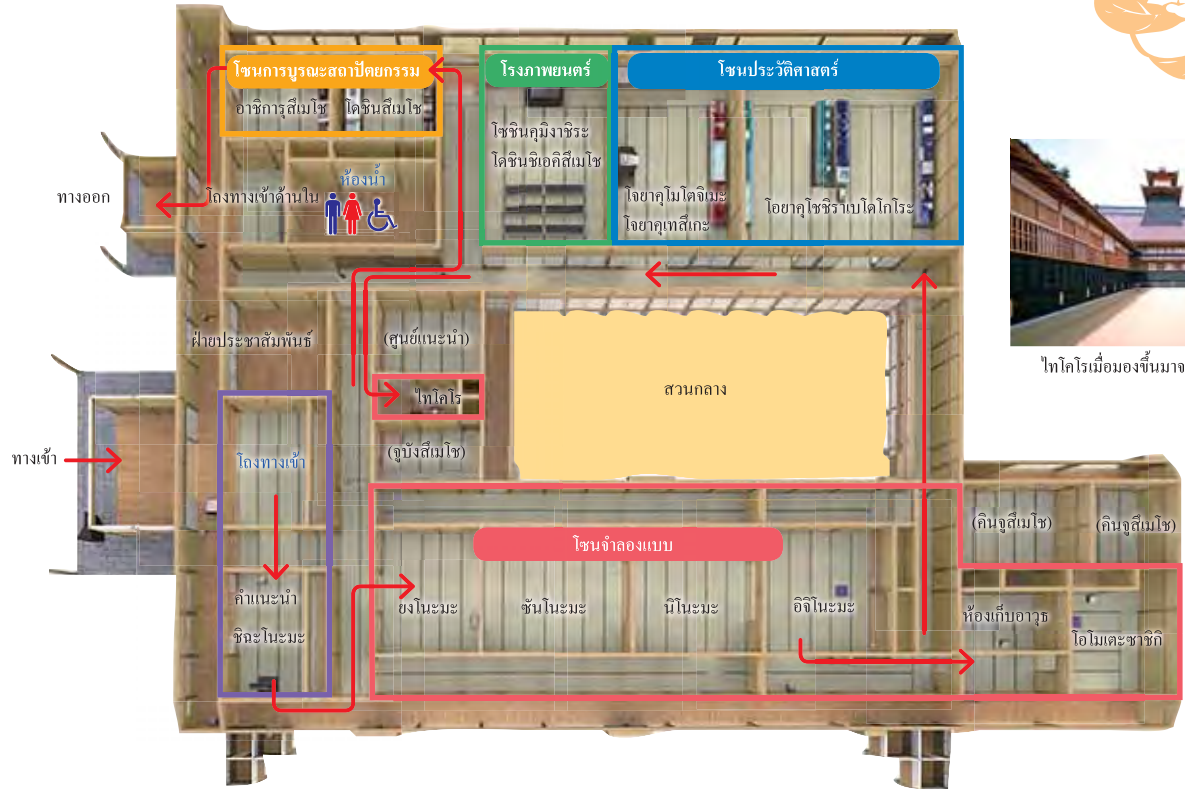 โซนการบูรณะสถาปัตยกรรม
อาชิการุสึเมโช
โดชินสึเมโช
โรงภาพยนตร์
โซชินคุมิงาชิระ
โดชินชิเอคิสึเมโช
โซนประวัติศาสตร์
โจยาคุโมโตจิเมะ
โจยาคุเทสึเกะ
โอยาคุโชชิราเบโดโกโระ
ทางออก
โถงทางเข้าด้านใน
ห้องน้ำ
ฝ่ายประชาสัมพันธ์
(ศูนย์แนะนำ)
ไทโคโร
(จูบังสึเมโช)
สวนกลาง
ไทโคโรเมื่อมองขึ้นมาจ
ทางเข้า
โถงทางเข้า
คำแนะนำ
ชิฉะโนะมะ
โซนจำลองแบบ
ยงโนะมะ
ซันโนะมะ
นิโนะมะ
อิจิโนะมะ
(คินจูสึเมโช)
(คินจูสึเมโช)
ห้องเก็บอาวุธ
โอโมเตะซาชิกิ